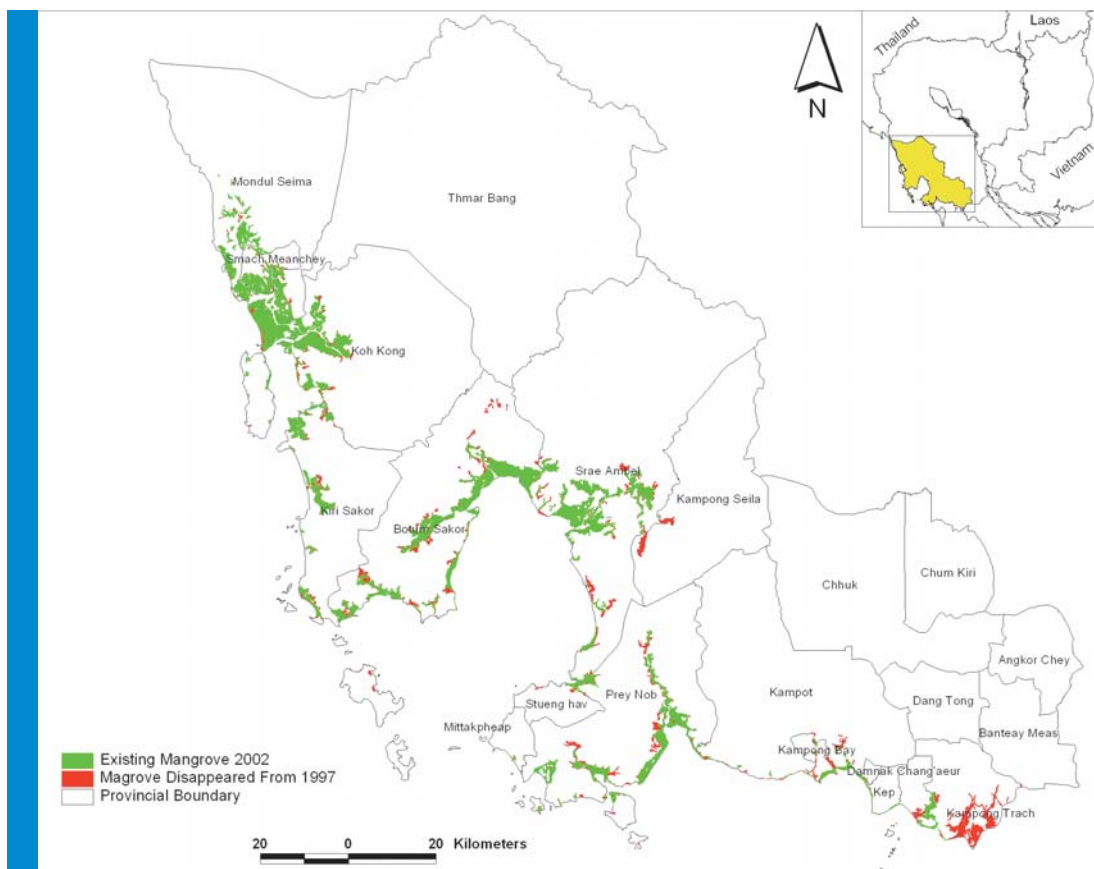 Thailand
Laos
Vietnam
N
Mondul Seima
Thmar Bang
Smach Meanchey
Koh Kong
Srae Ambel
Kampong Seila
Kiri Sakor
Botum Sakor
Chhuk
Chum Kiri
Angkor Chey
Prey Nob
Kampot
Dang Tong
Stueng hav
Banteay Meas
Mittakpheap
Kampong Bay
Damnak Chang'aeur
Kep
Kampong Trach
Existing Mangrove 2002
Magrove Disappeared From 1997
Provincial Boundary
20 0 20 Kilometers